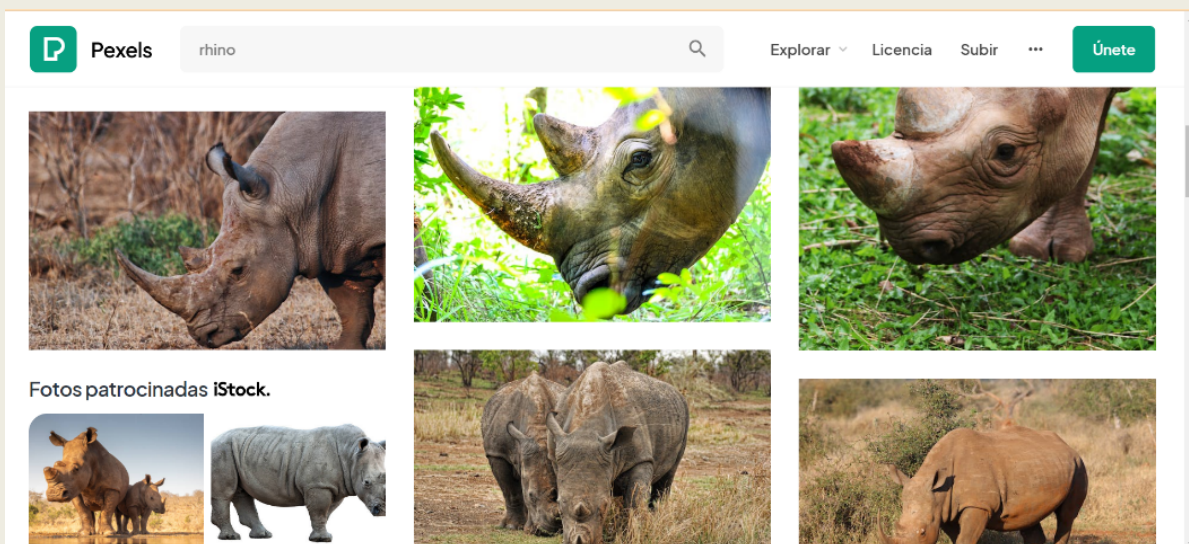 Pexels
rhino
Explorar
Licencia
Subir
Únete
Fotos patrocinadas iStock.